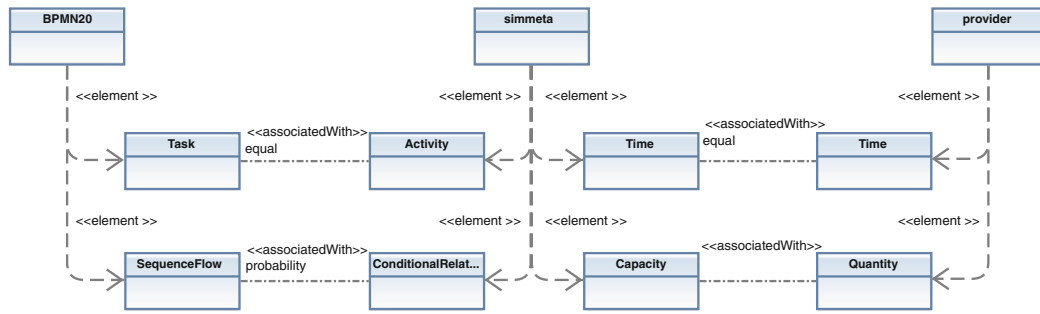 BPMN20
simmeta
provider
<<element >>
<<element >>
<<element >>
<<element >>
<<associatedWith>>
equal
<<associatedWith>>
equal
Task
Activity
Time
Time
<<element >>
<<element >>
<<element >>
<<element >>
<<associatedWith>>
probability
<<associatedWith>>
SequenceFlow
ConditionalRelat...
Capacity
Quantity